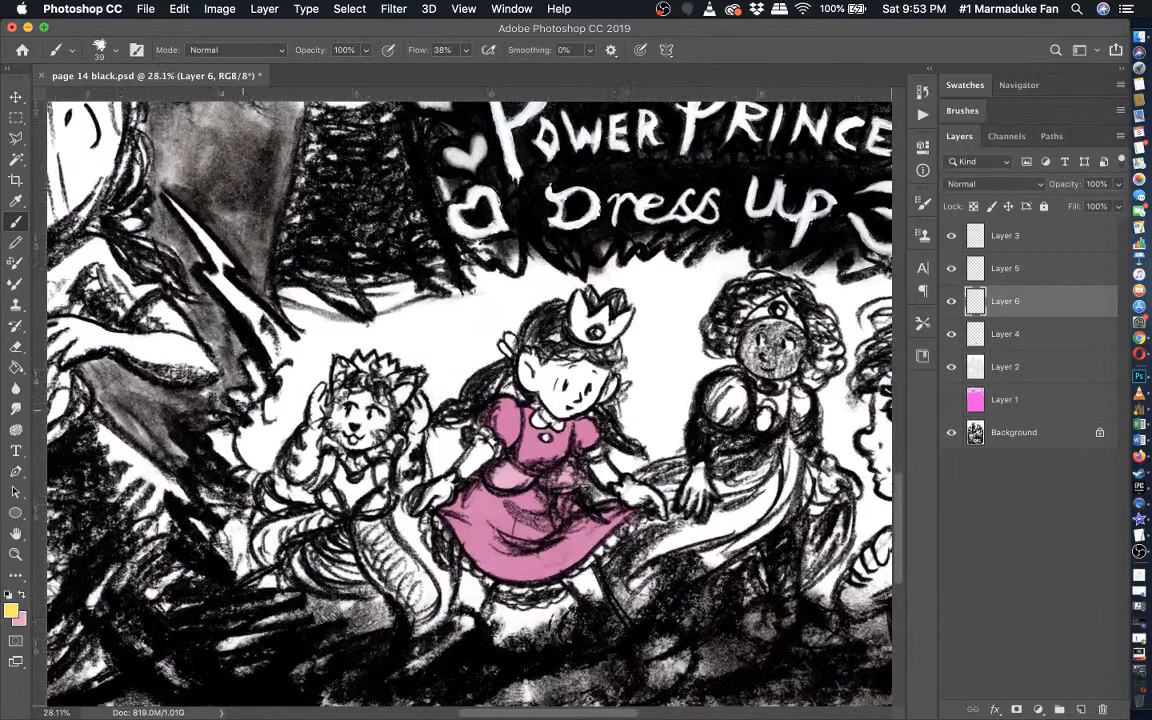 Photoshop CC File Edit Image Layer Type Select Filter 3D View Window Help 100% Sat 9:53 PM #1 Marmaduke Fan
Adobe Photoshop CC 2019
39 Mode: Normal Opacity: 100% Flow: 38% Smoothing: 0%
page 14 black.psd @ 28.1% (Layer 6, RGB/8*) *
Swatches Navigator
Brushes
Layers Channels Paths
Kind
Normal Opacity: 100%
Lock: Fill: 100%
Layer 3
Layer 5
Layer 6
Layer 4
Layer 2
Layer 1
Background
POWER PRINCE
Dress Up
28.11% Doc: 819.0M/1.01G